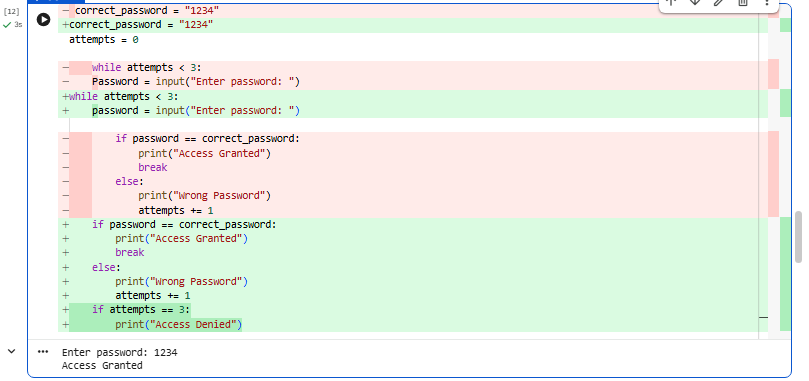 [12]
3s
- correct_password = "1234"
+correct_password = "1234"
attempts = 0
-    while attempts < 3:
-    Password = input("Enter password: ")
+while attempts < 3:
+    password = input("Enter password: ")
-        if password == correct_password:
-            print("Access Granted")
-            break
-        else:
-            print("Wrong Password")
-            attempts += 1
+    if password == correct_password:
+        print("Access Granted")
+        break
+    else:
+        print("Wrong Password")
+        attempts += 1
+    if attempts == 3:
+        print("Access Denied")
Enter password: 1234
Access Granted